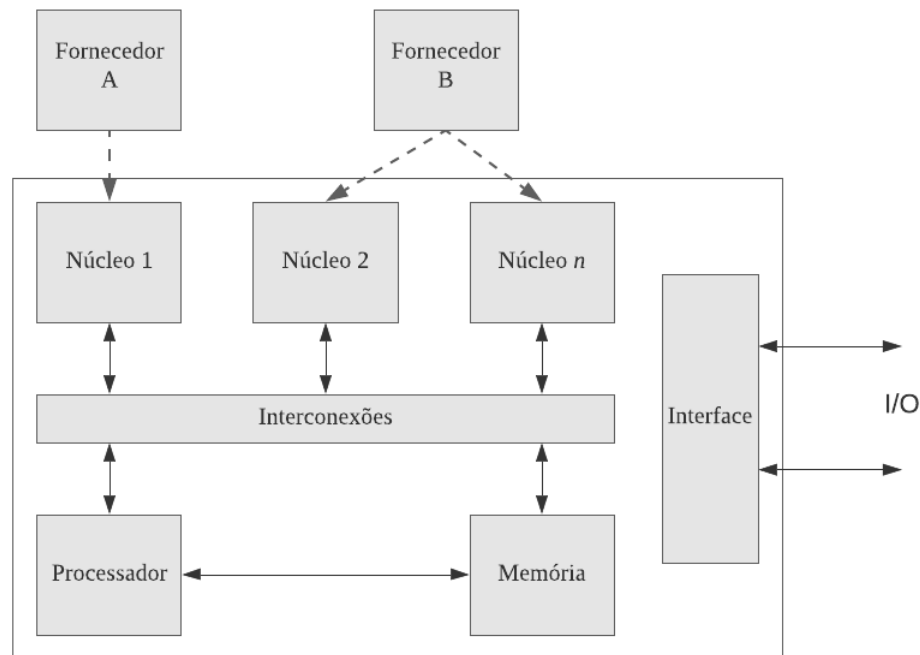 Fornecedor
A
Fornecedor
B
Núcleo 1
Núcleo 2
Núcleo n
Interconexões
Interface
I/O
Processador
Memória